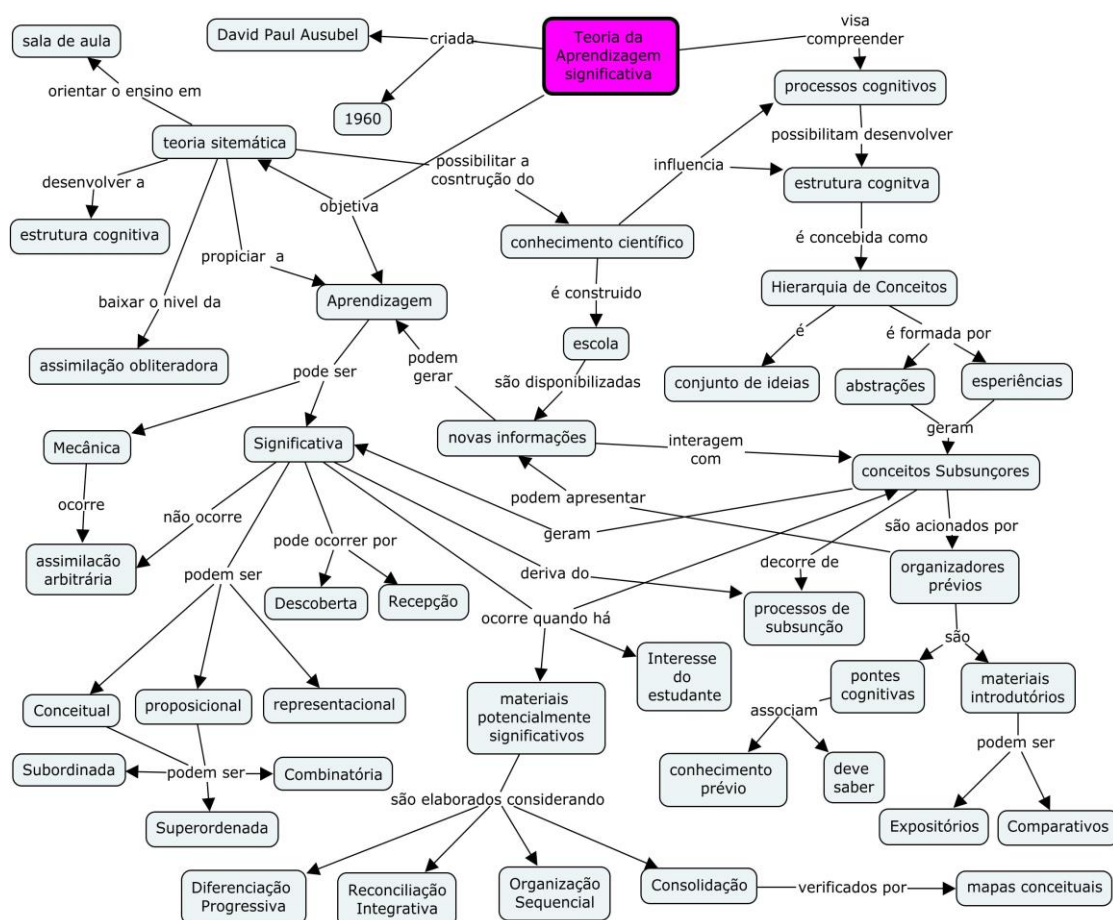 visa
compreender
Teoria da
Aprendizagem
significativa
criada
David Paul Ausubel
sala de aula
1960
processos cognitivos
orientar o ensino em
teoria sitemática
possibilitar a
cosntrução do
influencia
possibilitam desenvolver
desenvolver a
objetiva
estrutura cognitva
estrutura cognitiva
conhecimento científico
é concebida como
propiciar a
Hierarquia de Conceitos
baixar o nivel da
Aprendizagem
é construido
é
é formada por
assimilação obliteradora
escola
podem
gerar
são disponibilizadas
conjunto de ideias
abstrações
esperiências
pode ser
geram
Mecânica
Significativa
novas informações
interagem
com
conceitos Subsunçores
podem apresentar
ocorre
não ocorre
geram
são acionados por
assimilacão
arbitrária
pode ocorrer por
deriva do
decorre de
organizadores
prévios
podem ser
Descoberta
Recepção
ocorre quando há
processos de
subsunção
são
Interesse
do
estudante
pontes
cognitivas
materiais
introdutórios
Conceitual
proposicional
representacional
materiais
potencialmente
significativos
associam
podem ser
Subordinada
podem ser
Combinatória
conhecimento
prévio
deve
saber
são elaborados considerando
Superordenada
Expositórios
Comparativos
Diferenciação
Progressiva
Reconciliação
Integrativa
Organização
Sequencial
Consolidação
verificados por
mapas conceituais